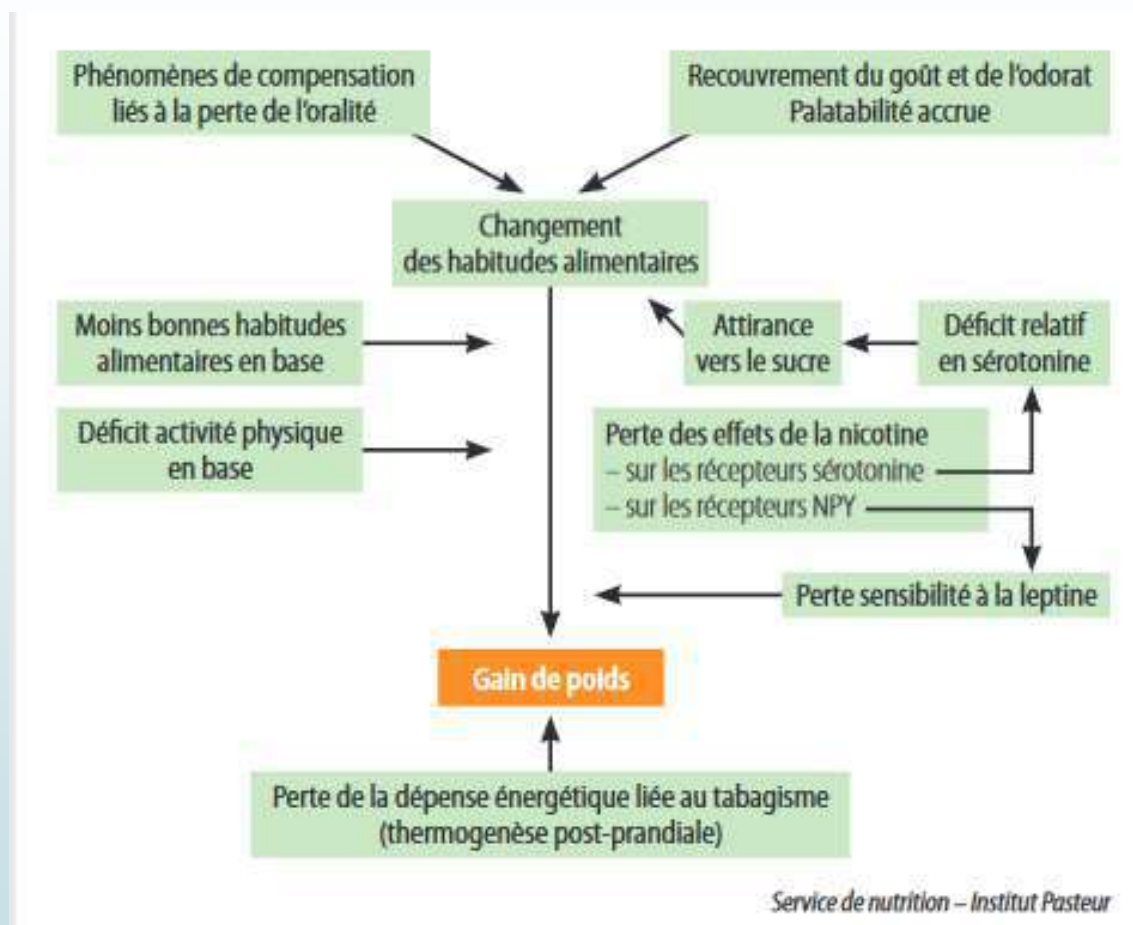 Phénomènes de compensation
liés à la perte de l'oralité
Recouvrement du goût et de l'odorat
Palatabilité accrue
Changement
des habitudes alimentaires
Moins bonnes habitudes
alimentaires en base
Attirance
vers le sucre
Déficit relatif
en sérotonine
Déficit activité physique
en base
Perte des effets de la nicotine
– sur les récepteurs sérotonine
– sur les récepteurs NPY
Perte sensibilité à la leptine
Gain de poids
Perte de la dépense énergétique liée au tabagisme
(thermogenèse post-prandiale)
Service de nutrition – Institut Pasteur